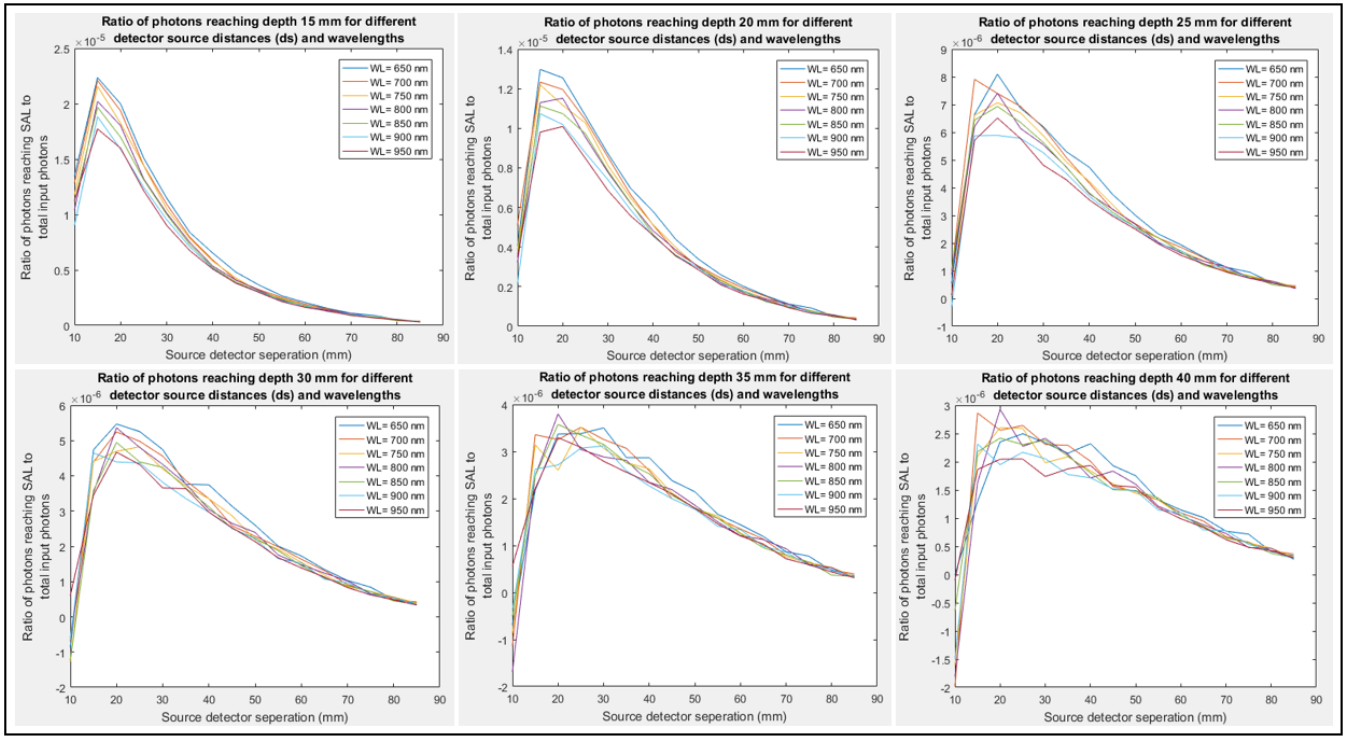 Ratio of photons reaching depth 15 mm for different
detector source distances (ds) and wavelengths
×10⁻⁵
2.5
2
1.5
1
0.5
0
Ratio of photons reaching SAL to
total input photons
WL= 650 nm
WL= 700 nm
WL= 750 nm
WL= 800 nm
WL= 850 nm
WL= 900 nm
WL= 950 nm
10 20 30 40 50 60 70 80 90
Source detector seperation (mm)
Ratio of photons reaching depth 20 mm for different
detector source distances (ds) and wavelengths
×10⁻⁵
1.4
1.2
1
0.8
0.6
0.4
0.2
0
Ratio of photons reaching SAL to
total input photons
WL= 650 nm
WL= 700 nm
WL= 750 nm
WL= 800 nm
WL= 850 nm
WL= 900 nm
WL= 950 nm
10 20 30 40 50 60 70 80 90
Source detector seperation (mm)
Ratio of photons reaching depth 25 mm for different
detector source distances (ds) and wavelengths
×10⁻⁶
9
8
7
6
5
4
3
2
1
0
-1
Ratio of photons reaching SAL to
total input photons
WL= 650 nm
WL= 700 nm
WL= 750 nm
WL= 800 nm
WL= 850 nm
WL= 900 nm
WL= 950 nm
10 20 30 40 50 60 70 80 90
Source detector seperation (mm)
Ratio of photons reaching depth 30 mm for different
detector source distances (ds) and wavelengths
×10⁻⁶
6
5
4
3
2
1
0
-1
-2
Ratio of photons reaching SAL to
total input photons
WL= 650 nm
WL= 700 nm
WL= 750 nm
WL= 800 nm
WL= 850 nm
WL= 900 nm
WL= 950 nm
10 20 30 40 50 60 70 80 90
Source detector seperation (mm)
Ratio of photons reaching depth 35 mm for different
detector source distances (ds) and wavelengths
×10⁻⁶
4
3
2
1
0
-1
-2
Ratio of photons reaching SAL to
total input photons
WL= 650 nm
WL= 700 nm
WL= 750 nm
WL= 800 nm
WL= 850 nm
WL= 900 nm
WL= 950 nm
10 20 30 40 50 60 70 80 90
Source detector seperation (mm)
Ratio of photons reaching depth 40 mm for different
detector source distances (ds) and wavelengths
×10⁻⁶
3
2.5
2
1.5
1
0.5
0
-0.5
-1
-1.5
-2
Ratio of photons reaching SAL to
total input photons
WL= 650 nm
WL= 700 nm
WL= 750 nm
WL= 800 nm
WL= 850 nm
WL= 900 nm
WL= 950 nm
10 20 30 40 50 60 70 80 90
Source detector seperation (mm)